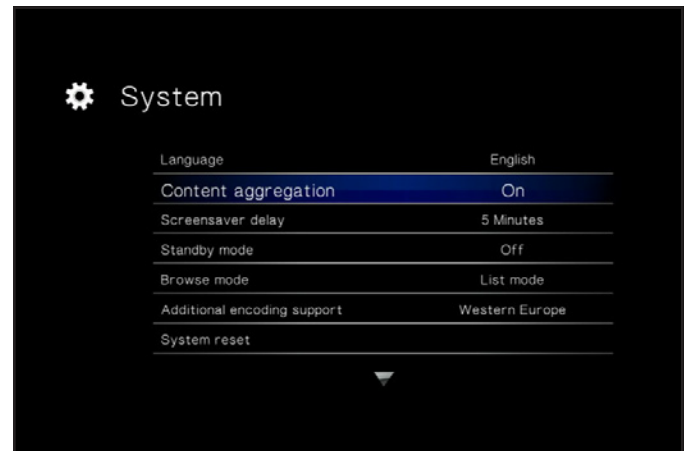 System
Language English
Content aggregation On
Screensaver delay 5 Minutes
Standby mode Off
Browse mode List mode
Additional encoding support Western Europe
System reset